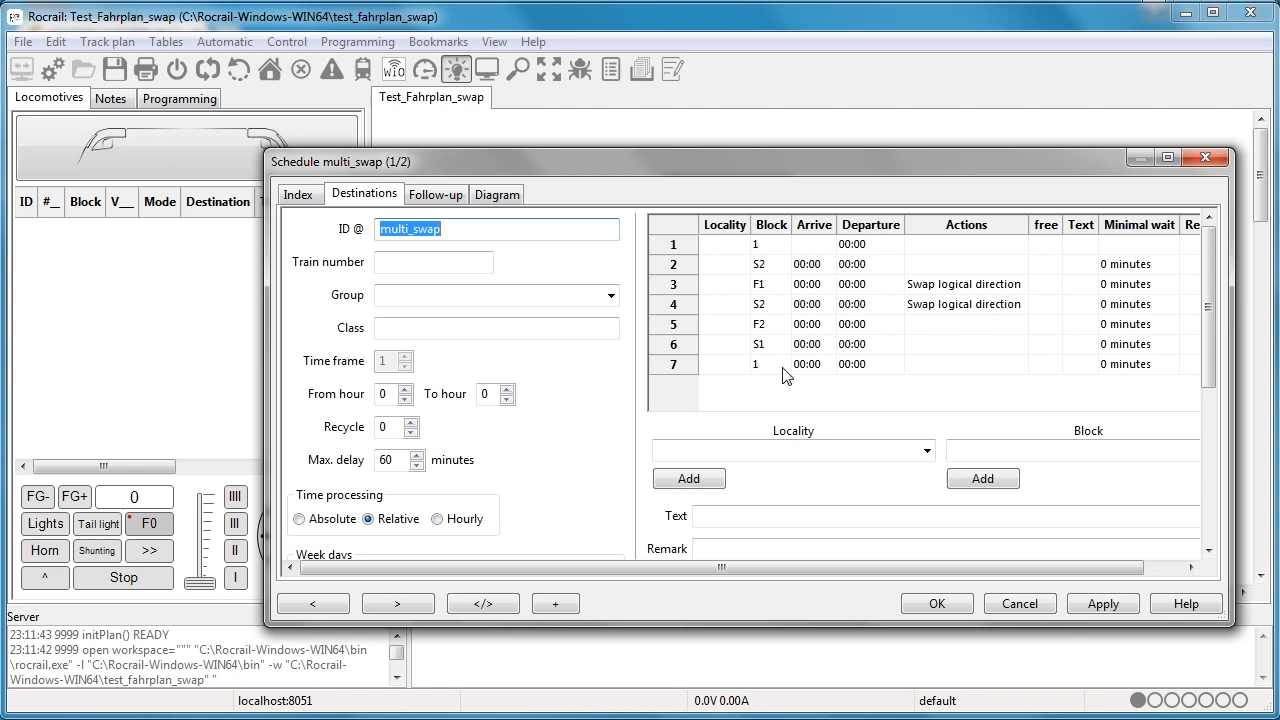 Rocrail: Test_Fahrplan_swap (C:\Rocrail-Windows-WIN64\test_fahrplan_swap)
File Edit Track plan Tables Automatic Control Programming Bookmarks View Help
WIO
Locomotives Notes Programming Test_Fahrplan_swap
Schedule multi_swap (1/2)
Index Destinations Follow-up Diagram
ID #__ Block V___ Mode Destination
ID @ multi_swap
Train number
Group
Class
Time frame 1
From hour 0 To hour 0
Recycle 0
Max. delay 60 minutes
Time processing
Absolute Relative Hourly
Week days
Locality Block Arrive Departure Actions free Text Minimal wait Re
1 1 00:00
2 S2 00:00 00:00 0 minutes
3 F1 00:00 00:00 Swap logical direction 0 minutes
4 S2 00:00 00:00 Swap logical direction 0 minutes
5 F2 00:00 00:00 0 minutes
6 S1 00:00 00:00 0 minutes
7 1 00:00 00:00 0 minutes
Locality Block
Add Add
Text
Remark
< > </> + OK Cancel Apply Help
FG- FG+ 0 IIII
Lights Tail light F0 III
Horn Shunting >> II
^ Stop I
Server
23:11:43 9999 initPlan() READY
23:11:42 9999 open workspace=""" "C:\Rocrail-Windows-WIN64\bin
\rocrail.exe" -l "C:\Rocrail-Windows-WIN64\bin" -w "C:\Rocrail-
Windows-WIN64\test_fahrplan_swap" "
localhost:8051 0.0V 0.00A default